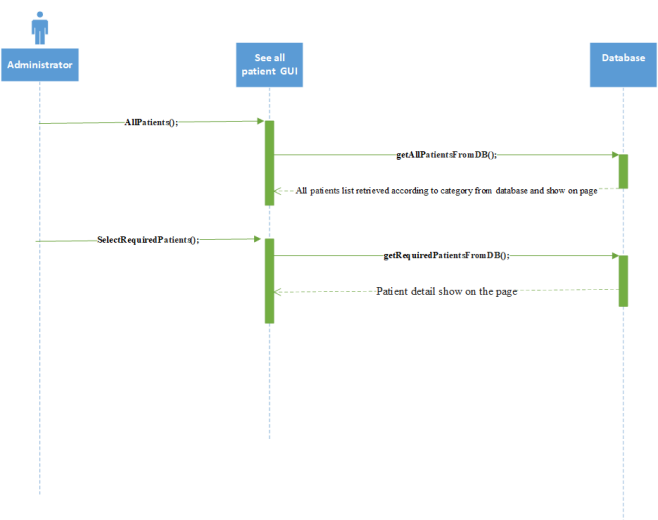 Administrator
See all
patient GUI
Database
AllPatients();
getAllPatientsFromDB();
All patients list retrieved according to category from database and show on page
SelectRequiredPatients();
getRequiredPatientsFromDB();
Patient detail show on the page